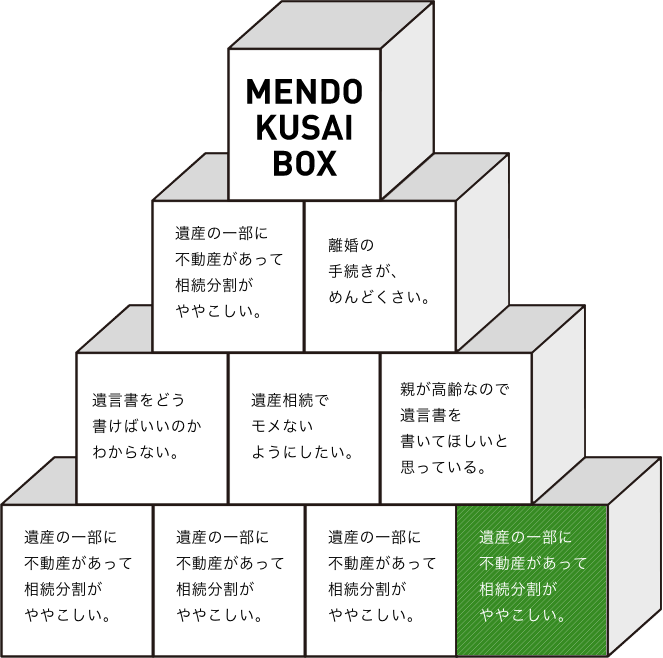 MENDO
KUSAI
BOX
遺産の一部に
不動産があって
相続分割が
ややこしい。
離婚の
手続きが、
めんどくさい。
遺言書をどう
書けばいいのか
わからない。
遺産相続で
モメない
ようにしたい。
親が高齢なので
遺言書を
書いてほしいと
思っている。
遺産の一部に
不動産があって
相続分割が
ややこしい。
遺産の一部に
不動産があって
相続分割が
ややこしい。
遺産の一部に
不動産があって
相続分割が
ややこしい。
遺産の一部に
不動産があって
相続分割が
ややこしい。